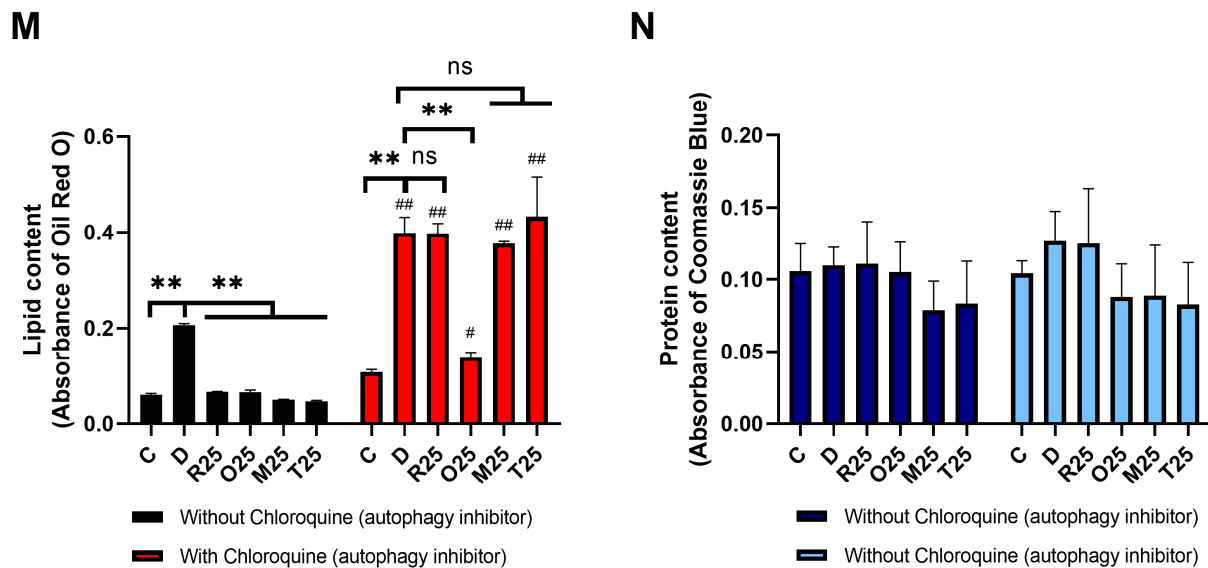 M
N
ns
**
** ns
##
## ## ## 
#
** **
Lipid content
(Absorbance of Oil Red O)
0.6
0.4
0.2
0.0
C D R25 O25 M25 T25 C D R25 O25 M25 T25
Without Chloroquine (autophagy inhibitor)
With Chloroquine (autophagy inhibitor)
Protein content
(Absorbance of Coomassie Blue)
0.20
0.15
0.10
0.05
0.00
C D R25 O25 M25 T25 C D R25 O25 M25 T25
Without Chloroquine (autophagy inhibitor)
Without Chloroquine (autophagy inhibitor)